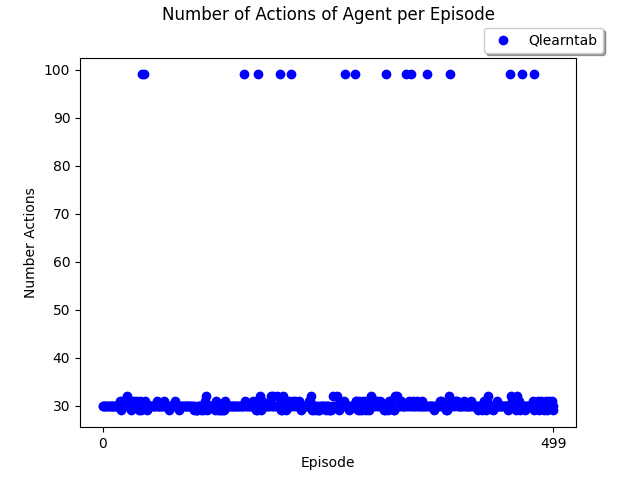 Number of Actions of Agent per Episode
Qlearntab
100
90
80
70
60
50
40
30
Number Actions
0
499
Episode